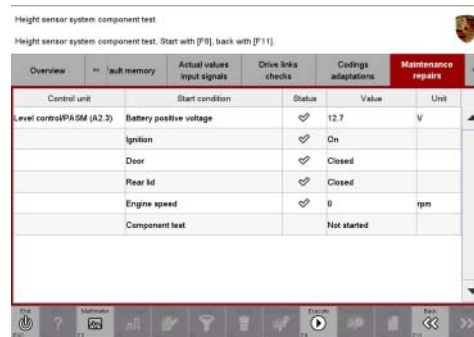 Height sensor system component test
Height sensor system component test. Start with [F8], back with [F11].
Overview << ault memory Actual values input signals Drive links checks Codings adaptations Maintenance repairs
Control unit Start condition Status Value Unit
Level control/PASM (A2.3) Battery positive voltage 12.7 V
Ignition On
Door Closed
Rear lid Closed
Engine speed 0 rpm
Component test Not started
End Multimeter Execute Back
ESC F8 F11